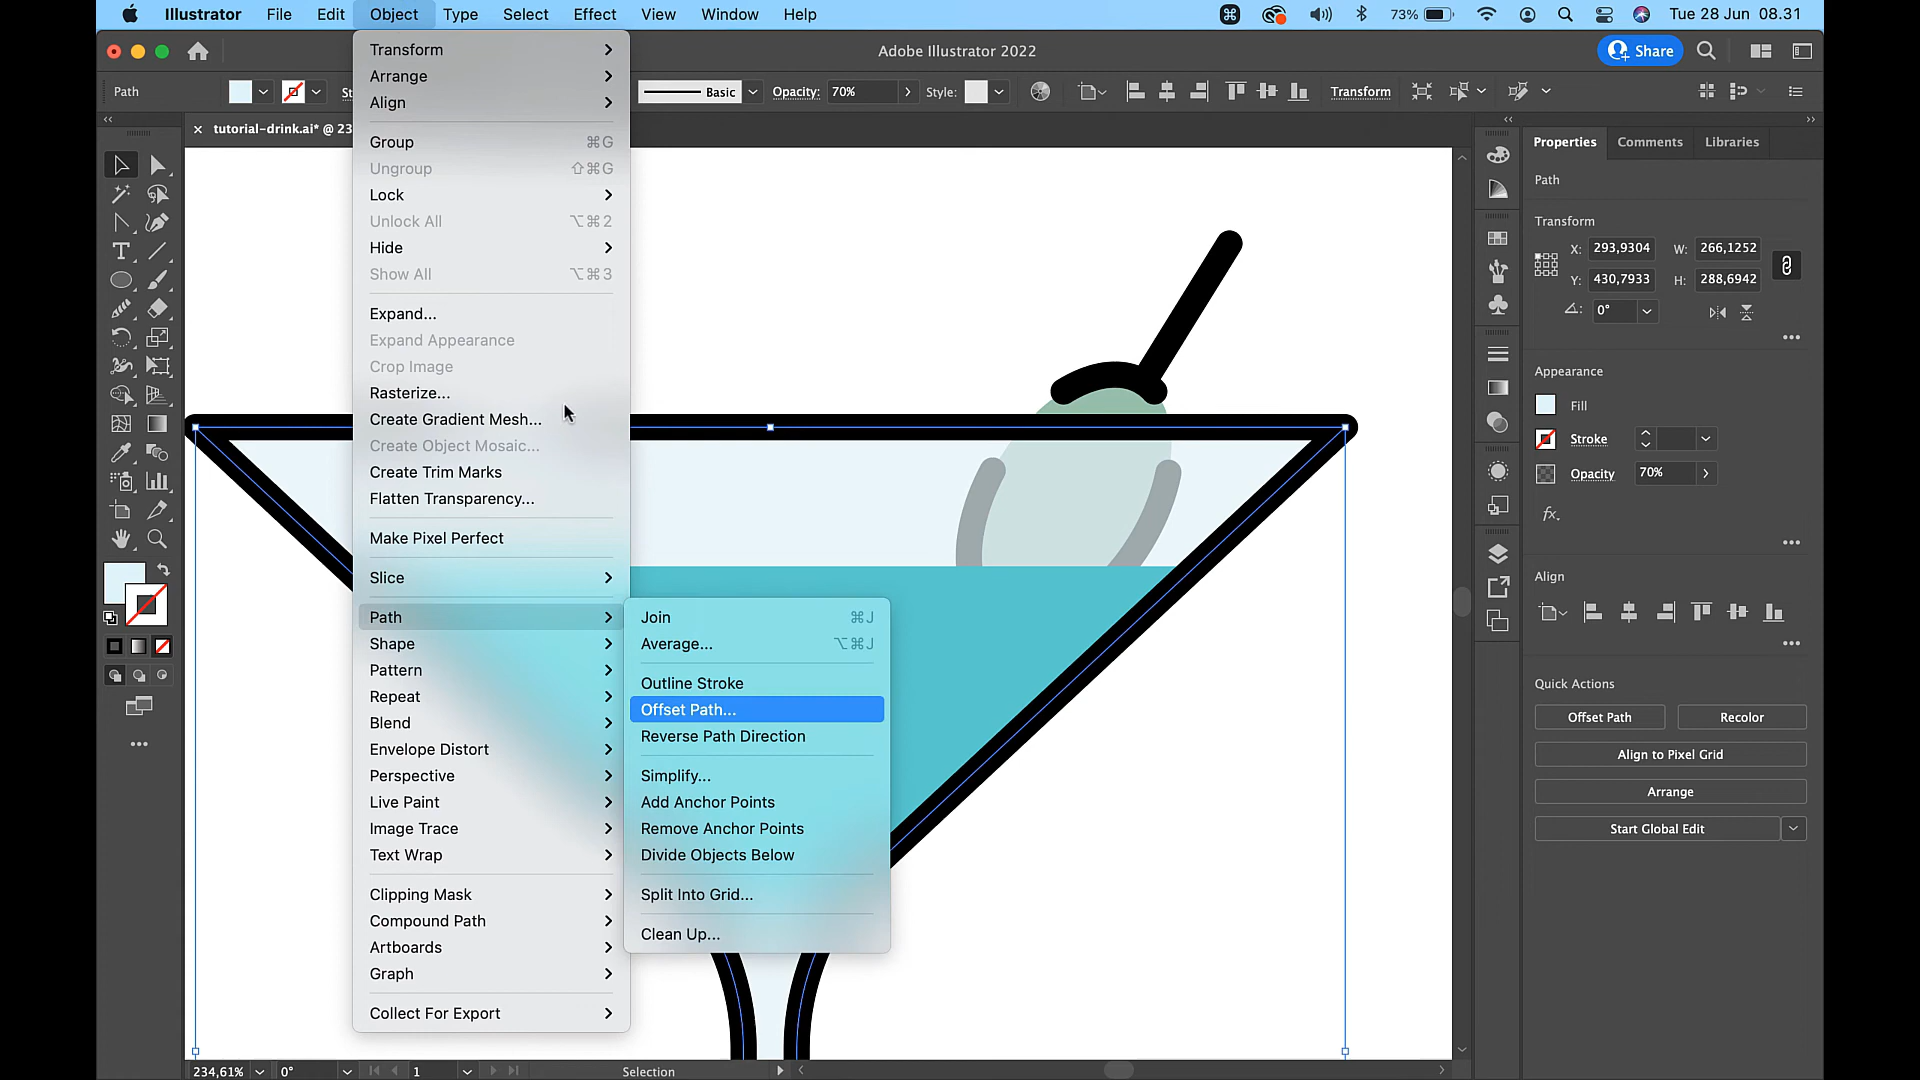 Illustrator File Edit Object Type Select Effect View Window Help 73% Tue 28 Jun 08.31
Adobe Illustrator 2022
Share
Path
Basic
Opacity: 70%
Style:
Transform
× tutorial-drink.ai* @ 23
Transform
Arrange
Align
Group ⌘G
Ungroup ⇧⌘G
Lock
Unlock All ⌥⌘2
Hide
Show All ⌥⌘3
Expand...
Expand Appearance
Crop Image
Rasterize...
Create Gradient Mesh...
Create Object Mosaic...
Create Trim Marks
Flatten Transparency...
Make Pixel Perfect
Slice
Path
Shape
Pattern
Repeat
Blend
Envelope Distort
Perspective
Live Paint
Image Trace
Text Wrap
Clipping Mask
Compound Path
Artboards
Graph
Collect For Export
Join ⌘J
Average... ⌥⌘J
Outline Stroke
Offset Path...
Reverse Path Direction
Simplify...
Add Anchor Points
Remove Anchor Points
Divide Objects Below
Split Into Grid...
Clean Up...
Properties Comments Libraries
Path
Transform
X: 293,9304 W: 266,1252
Y: 430,7933 H: 288,6942
0°
Appearance
Fill
Stroke
Opacity 70%
fx.
Align
Quick Actions
Offset Path Recolor
Align to Pixel Grid
Arrange
Start Global Edit
234,61% 0° 1 Selection